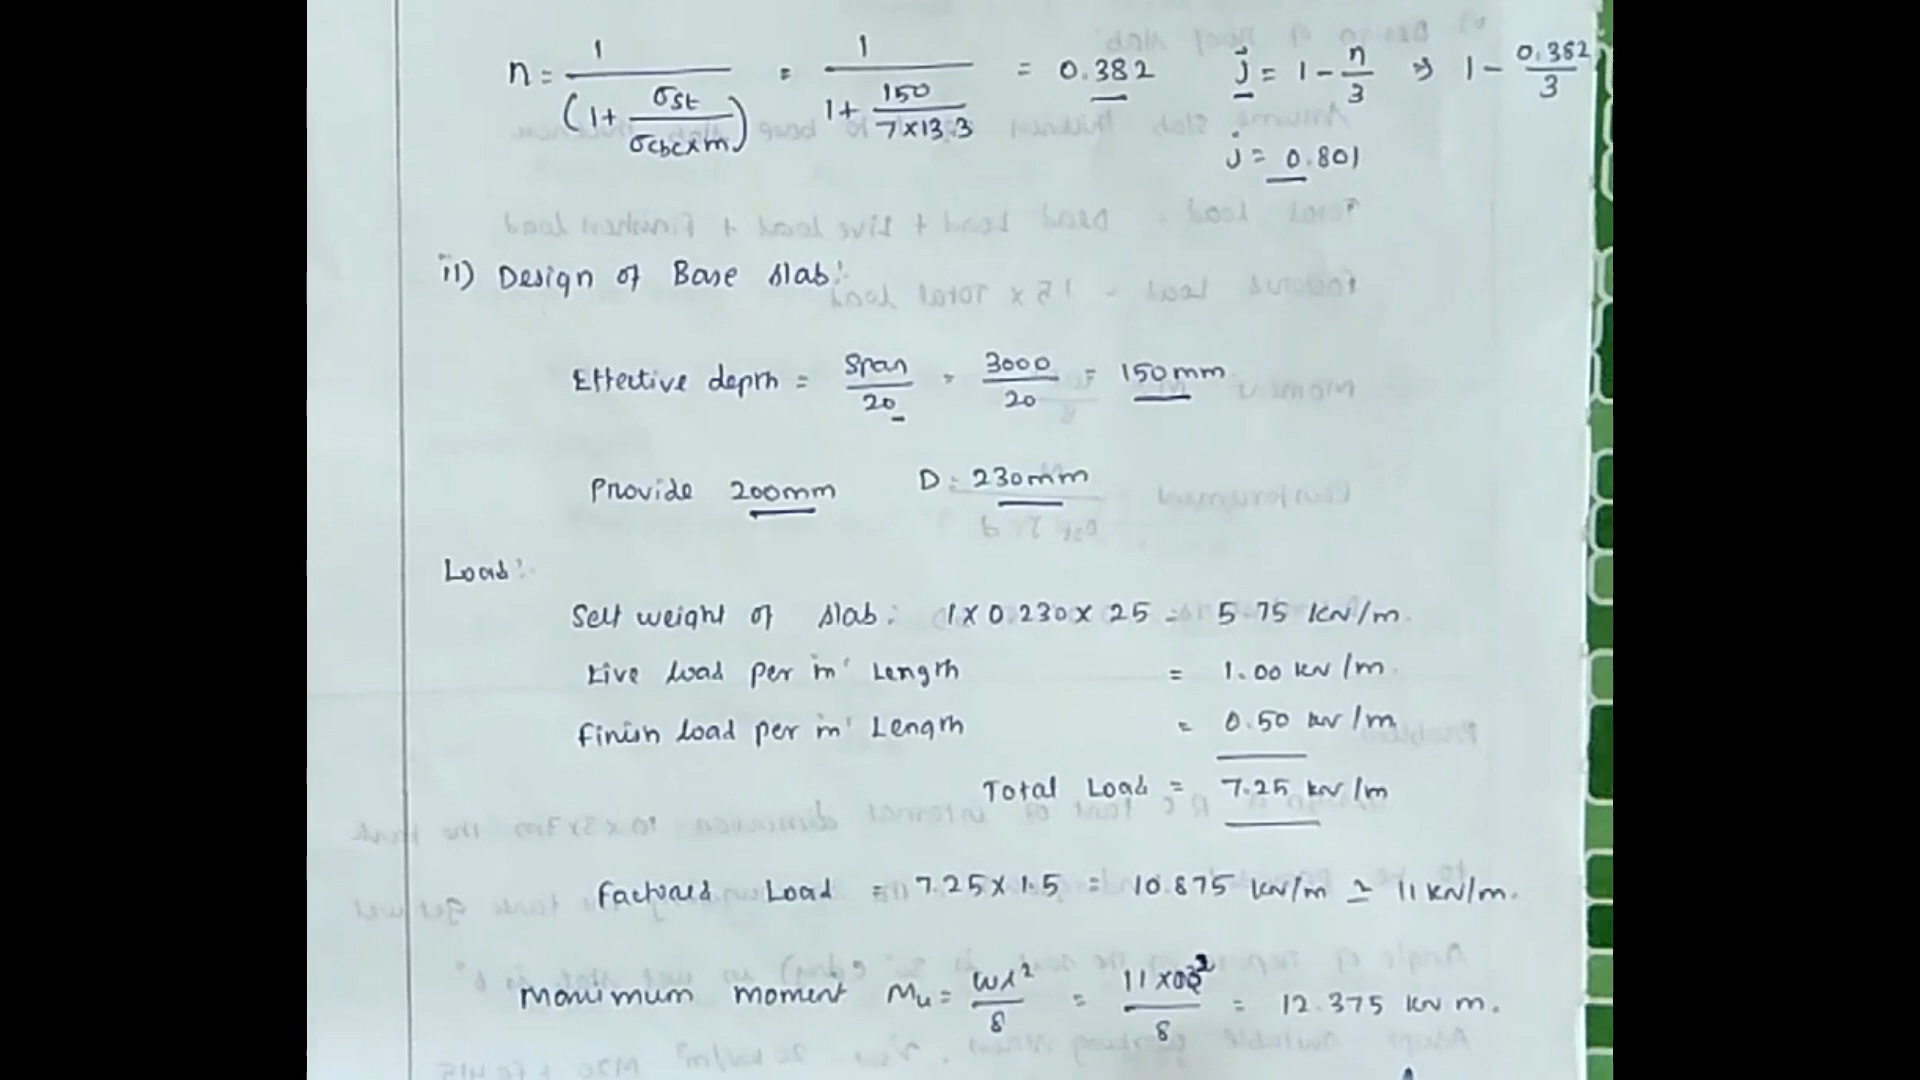 n = 1 / (1 + σst / σcbc x m) = 1 / 1 + 150 / 7 x 13.3 = 0.382 j = 1 - n/3 ⇒ 1 - 0.382/3
j = 0.801
ii) Design of Base slab:
Effective depth = Span/20 = 3000/20 = 150mm
Provide 200mm D = 230mm
Load:
Self weight of slab: 1 x 0.230 x 25 = 5.75 kN/m.
Live load per 'm' Length = 1.00 kN/m.
Finish load per 'm' Length = 0.50 kN/m
Total Load = 7.25 kN/m
Factored Load = 7.25 x 1.5 = 10.875 kN/m ≃ 11 kN/m.
Maximum moment Mu = wl²/8 = 11 x 3²/8 = 12.375 kN m.